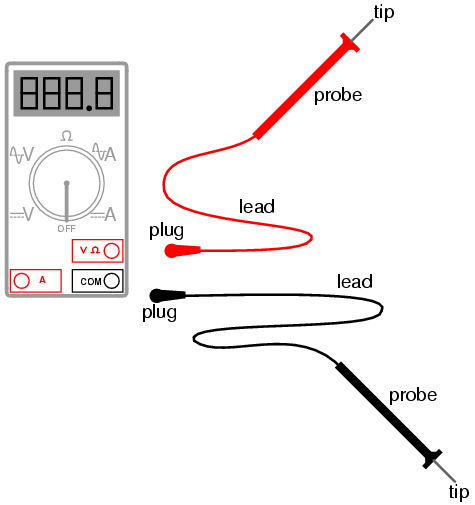 tip
probe
lead
plug
888.8
Ω
V A
V A
OFF
V Ω
A
COM
lead
plug
probe
tip